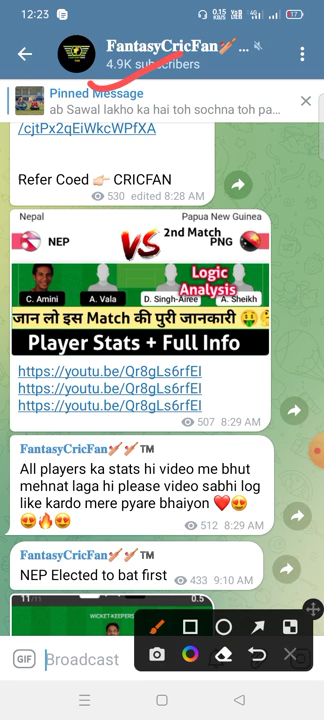 12:23
0.15 KB/S
4G
17
FantasyCricFan🏏 ...
4.9K subscribers
Pinned Message
ab Sawal lakho ka hai toh sochna toh pa...
/cjtPx2qEiWkcWPfXA
Refer Coed 👉🏻 CRICFAN
530 edited 8:28 AM
Nepal
Papua New Guinea
NEP
VS
2nd Match
PNG
C. Amini
A. Vala
D. Singh-Airee
A. Sheikh
Logic
Analysis
जान लो इस Match की पुरी जानकारी 🤑
Player Stats + Full Info
https://youtu.be/Qr8gLs6rfEI
https://youtu.be/Qr8gLs6rfEI
https://youtu.be/Qr8gLs6rfEI
507 8:29 AM
FantasyCricFan🏏🏏 ™
All players ka stats hi video me bhut
mehnat laga hi please video sabhi log
like kardo mere pyare bhaiyon ❤️😍
😍🔥😍
512 8:29 AM
FantasyCricFan🏏🏏 ™
NEP Elected to bat first
433 9:10 AM
0.5
WICKET-KEEPERS
GIF
Broadcast